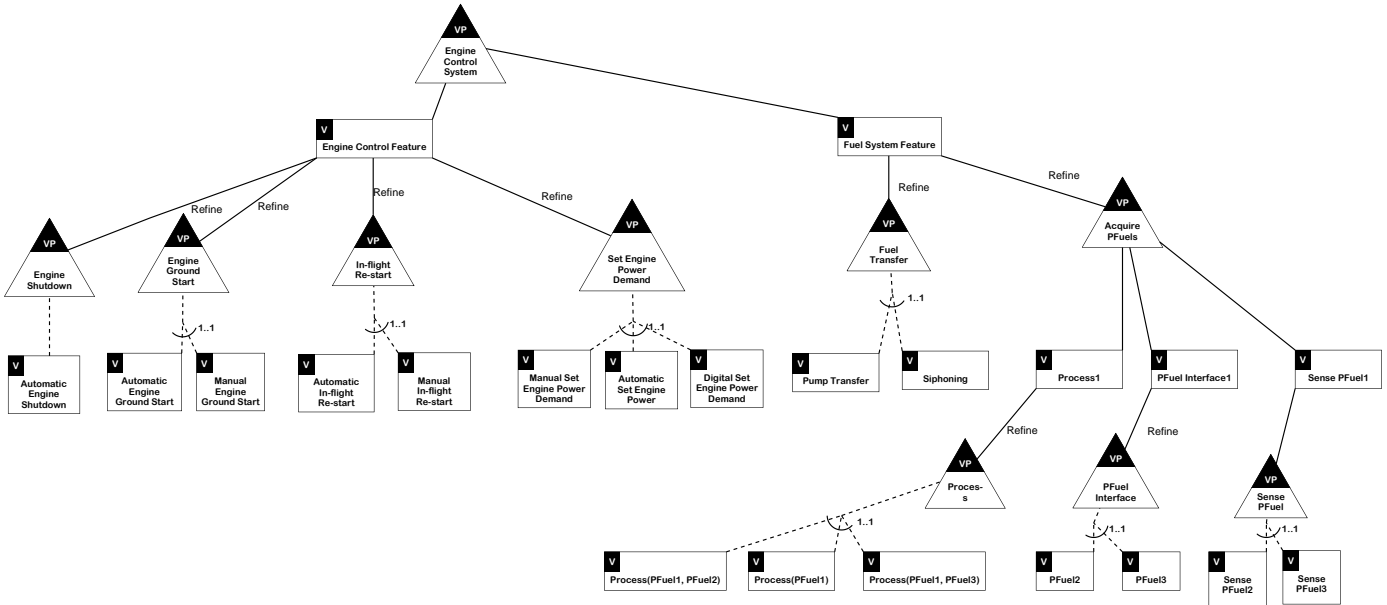 VP
Engine
Control
System
V
Engine Control Feature
V
Fuel System Feature
Refine
Refine
Refine
Refine
Refine
Refine
VP
Engine
Shutdown
VP
Engine
Ground
Start
VP
In-flight
Re-start
VP
Set Engine
Power
Demand
VP
Fuel
Transfer
VP
Acquire
PFuels
1..1
1..1
1..1
1..1
V
Automatic
Engine
Shutdown
V
Automatic
Engine
Ground Start
V
Manual
Engine
Ground Start
V
Automatic
In-flight
Re-start
V
Manual
In-flight
Re-start
V
Manual Set
Engine Power
Demand
V
Automatic
Set Engine
Power
V
Digital Set
Engine Power
Demand
V
Pump Transfer
V
Siphoning
V
Process1
V
PFuel Interface1
V
Sense PFuel1
Refine
Refine
VP
Proces-
s
VP
PFuel
Interface
VP
Sense
PFuel
1..1
1..1
1..1
V
Process(PFuel1, PFuel2)
V
Process(PFuel1)
V
Process(PFuel1, PFuel3)
V
PFuel2
V
PFuel3
V
Sense
PFuel2
V
Sense
PFuel3